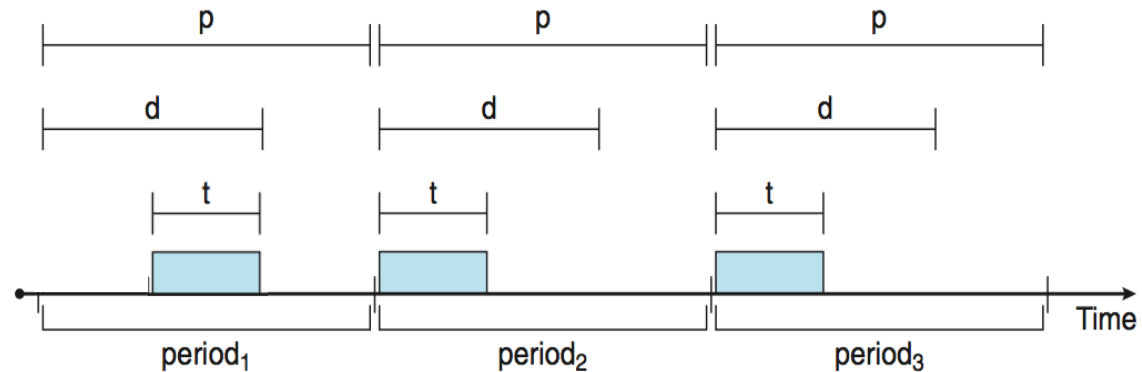 p p p
d d d
t t t
Time
period₁ period₂ period₃